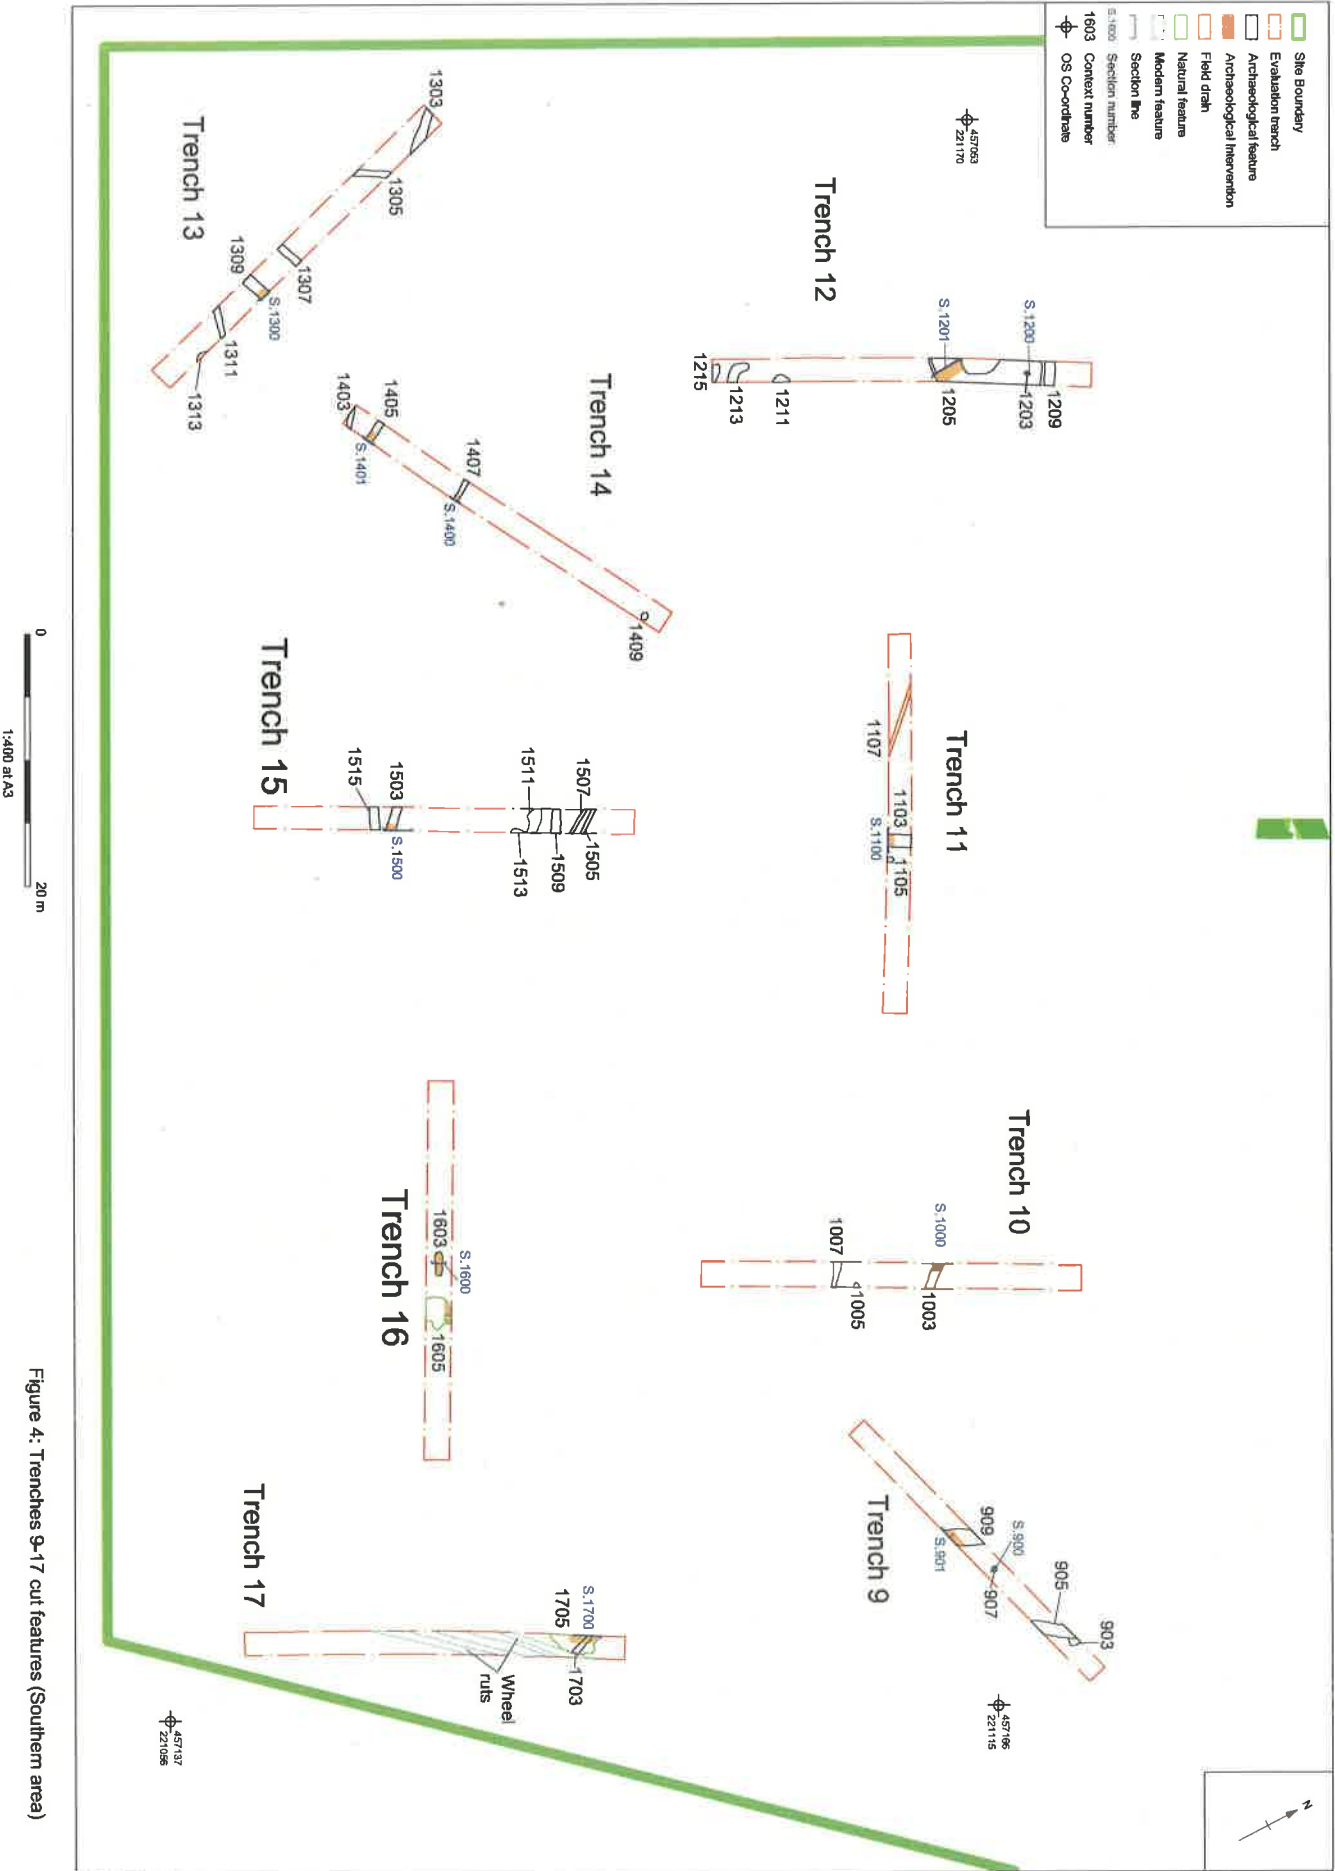 Site Boundary
Evaluation trench
Archaeological feature
Archaeological Intervention
Field drain
Natural feature
Modern feature
Section line
S.1600 Section number
1603 Context number
OS Co-ordinate
457053
221170
Trench 12
S.1200
S.1201
1209
1203
1205
1211
1213
1215
Trench 13
1303
1305
1307
1309
S.1300
1311
1313
Trench 14
1403
1405
S.1401
1407
S.1400
1409
Trench 11
1107
1103
S.1100
1105
Trench 15
1515
1503
S.1500
1511
1507
1505
1509
1513
Trench 10
S.1000
1007
1005
1003
Trench 16
1603
S.1600
1605
Trench 9
909
S.901
S.900
907
905
903
457166
221115
Trench 17
S.1700
1705
1703
Wheel
ruts
457137
221056
N
0
20 m
1:400 at A3
Figure 4: Trenches 9-17 cut features (Southern area)